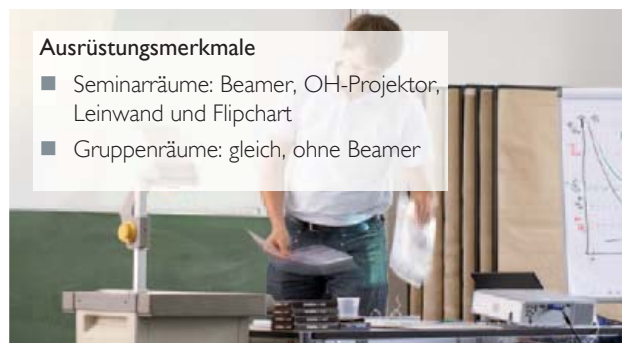 Ausrüstungsmerkmale
Seminarräume: Beamer, OH-Projektor,
Leinwand und Flipchart
Gruppenräume: gleich, ohne Beamer